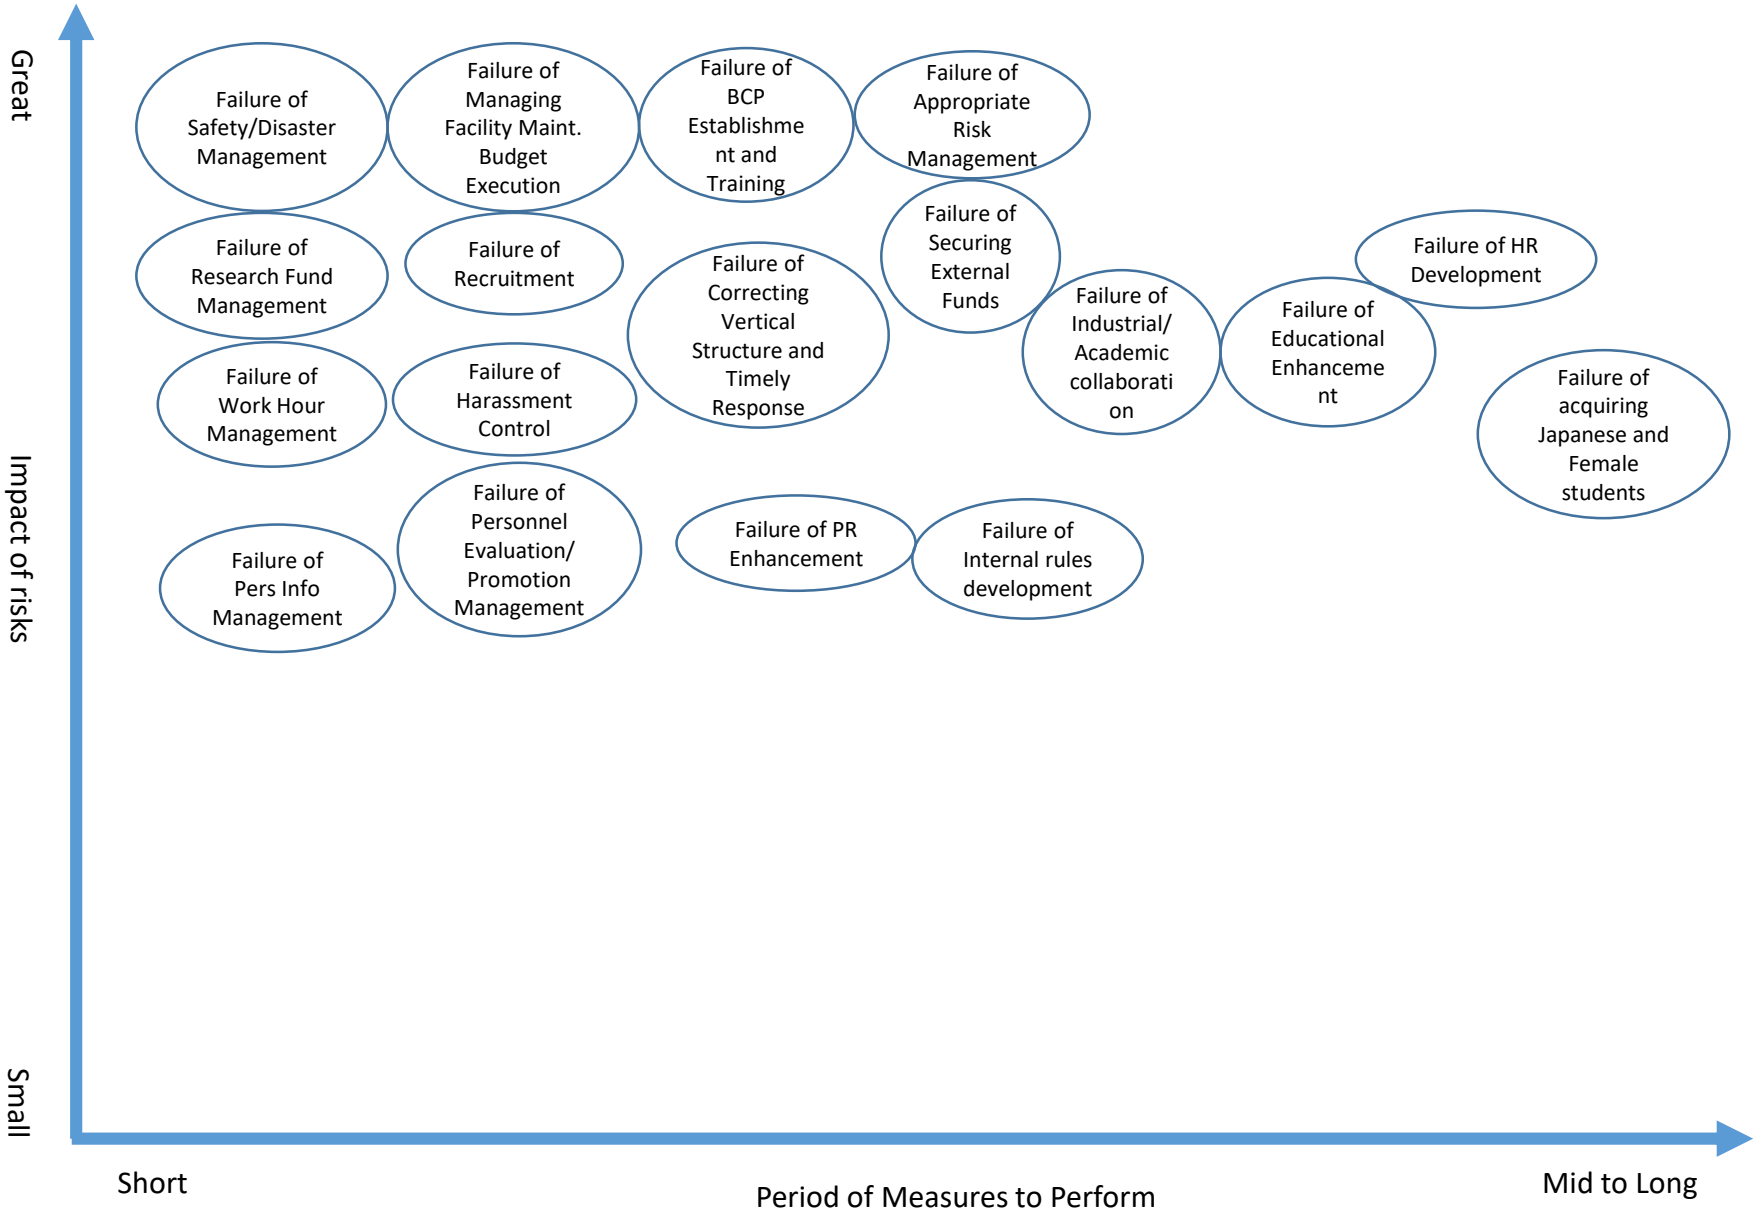 Great
Impact of risks
Small
Failure of
Safety/Disaster
Management
Failure of
Managing
Facility Maint.
Budget
Execution
Failure of
BCP
Establishme
nt and
Training
Failure of
Appropriate
Risk
Management
Failure of
Research Fund
Management
Failure of
Recruitment
Failure of
Correcting
Vertical
Structure and
Timely
Response
Failure of
Securing
External
Funds
Failure of
Industrial/
Academic
collaborati
on
Failure of
Educational
Enhanceme
nt
Failure of HR
Development
Failure of
acquiring
Japanese and
Female
students
Failure of
Work Hour
Management
Failure of
Harassment
Control
Failure of
Pers Info
Management
Failure of
Personnel
Evaluation/
Promotion
Management
Failure of PR
Enhancement
Failure of
Internal rules
development
Short
Period of Measures to Perform
Mid to Long